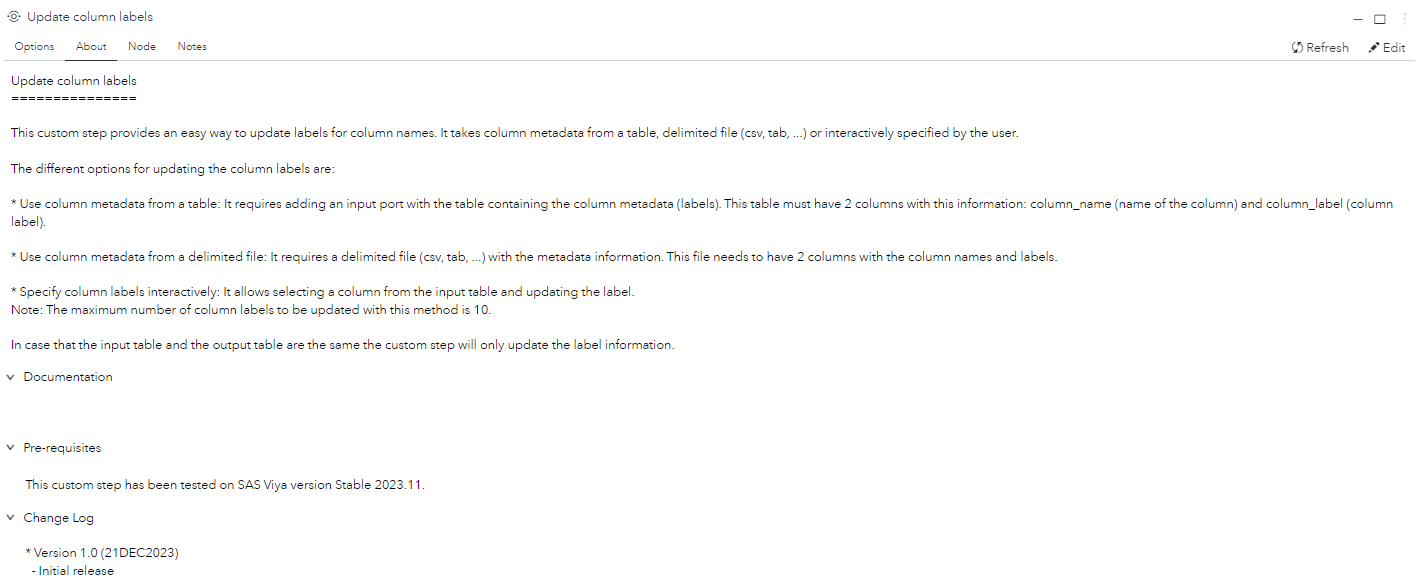 Update column labels
Options About Node Notes
Refresh Edit
Update column labels
===============
This custom step provides an easy way to update labels for column names. It takes column metadata from a table, delimited file (csv, tab, ...) or interactively specified by the user.
The different options for updating the column labels are:
* Use column metadata from a table: It requires adding an input port with the table containing the column metadata (labels). This table must have 2 columns with this information: column_name (name of the column) and column_label (column
label).
* Use column metadata from a delimited file: It requires a delimited file (csv, tab, ...) with the metadata information. This file needs to have 2 columns with the column names and labels.
* Specify column labels interactively: It allows selecting a column from the input table and updating the label.
Note: The maximum number of column labels to be updated with this method is 10.
In case that the input table and the output table are the same the custom step will only update the label information.
Documentation
Pre-requisites
This custom step has been tested on SAS Viya version Stable 2023.11.
Change Log
* Version 1.0 (21DEC2023)
- Initial release